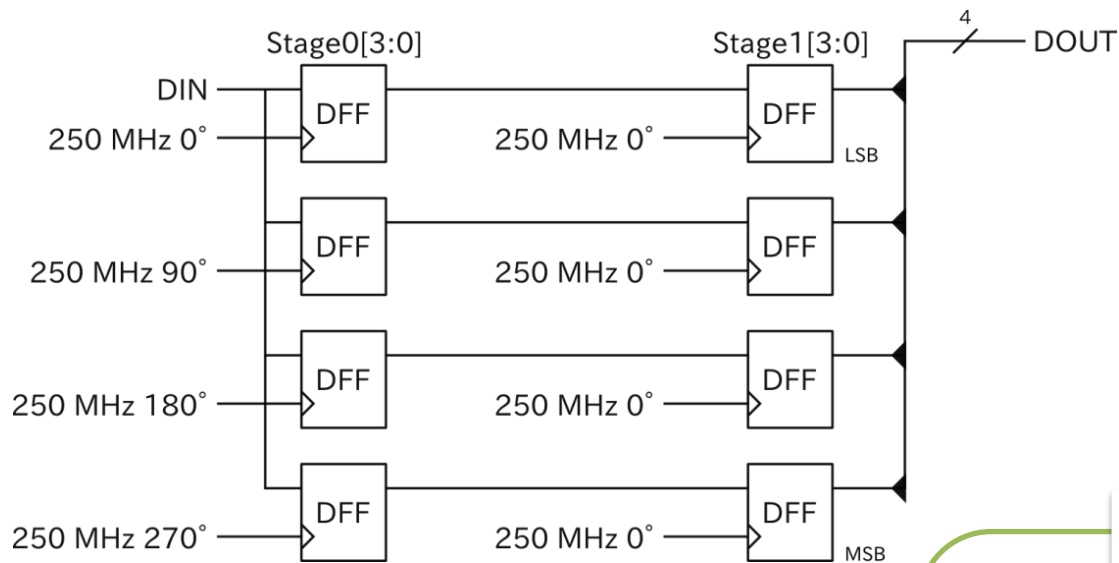 4
Stage0[3:0] Stage1[3:0] DOUT
DIN DFF DFF
250 MHz 0° 250 MHz 0° LSB
DFF DFF
250 MHz 90° 250 MHz 0°
DFF DFF
250 MHz 180° 250 MHz 0°
DFF DFF
250 MHz 270° 250 MHz 0° MSB